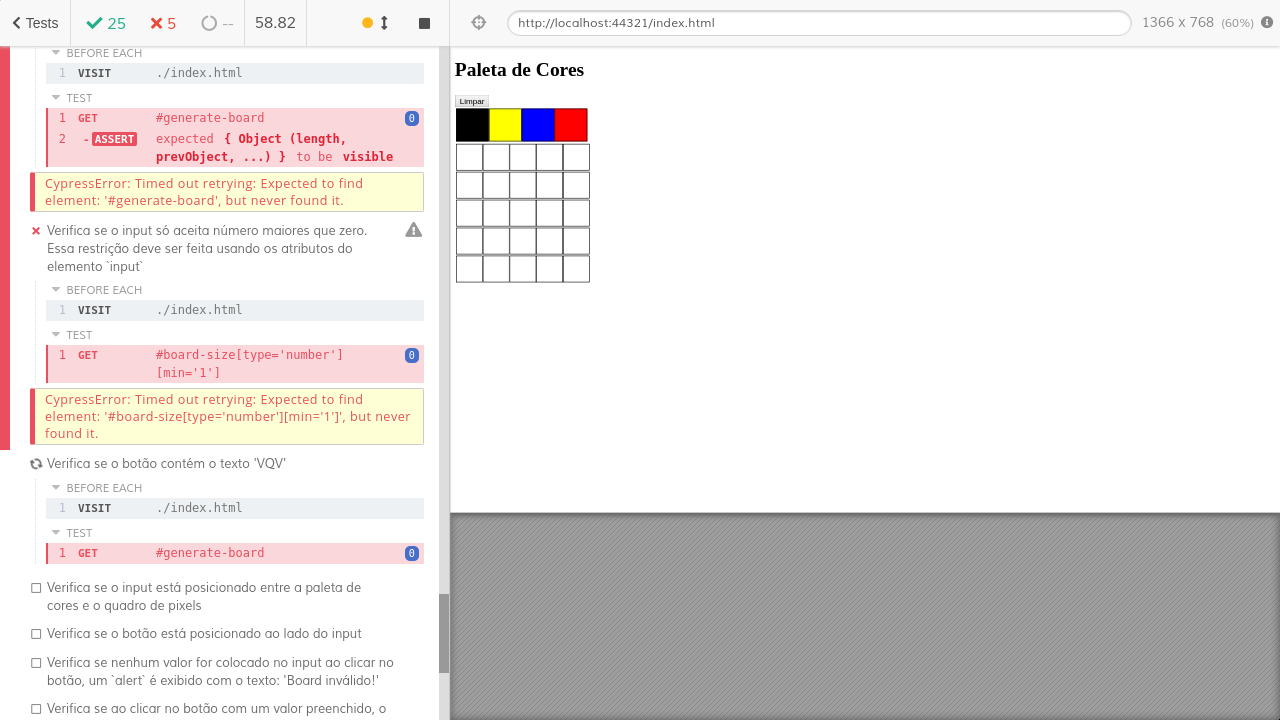 Tests 25 5 -- 58.82 http://localhost:44321/index.html 1366 x 768 (60%)
BEFORE EACH
1 VISIT ./index.html
TEST
1 GET #generate-board 0
2 -ASSERT expected { Object (length,
prevObject, ...) } to be visible
CypressError: Timed out retrying: Expected to find
element: '#generate-board', but never found it.
Verifica se o input só aceita número maiores que zero.
Essa restrição deve ser feita usando os atributos do
elemento `input`
BEFORE EACH
1 VISIT ./index.html
TEST
1 GET #board-size[type='number'] 0
[min='1']
CypressError: Timed out retrying: Expected to find
element: '#board-size[type='number'][min='1']', but never
found it.
Verifica se o botão contém o texto 'VQV'
BEFORE EACH
1 VISIT ./index.html
TEST
1 GET #generate-board 0
Verifica se o input está posicionado entre a paleta de
cores e o quadro de pixels
Verifica se o botão está posicionado ao lado do input
Verifica se nenhum valor for colocado no input ao clicar no
botão, um `alert` é exibido com o texto: 'Board inválido!'
Verifica se ao clicar no botão com um valor preenchido, o
Paleta de Cores
Limpar